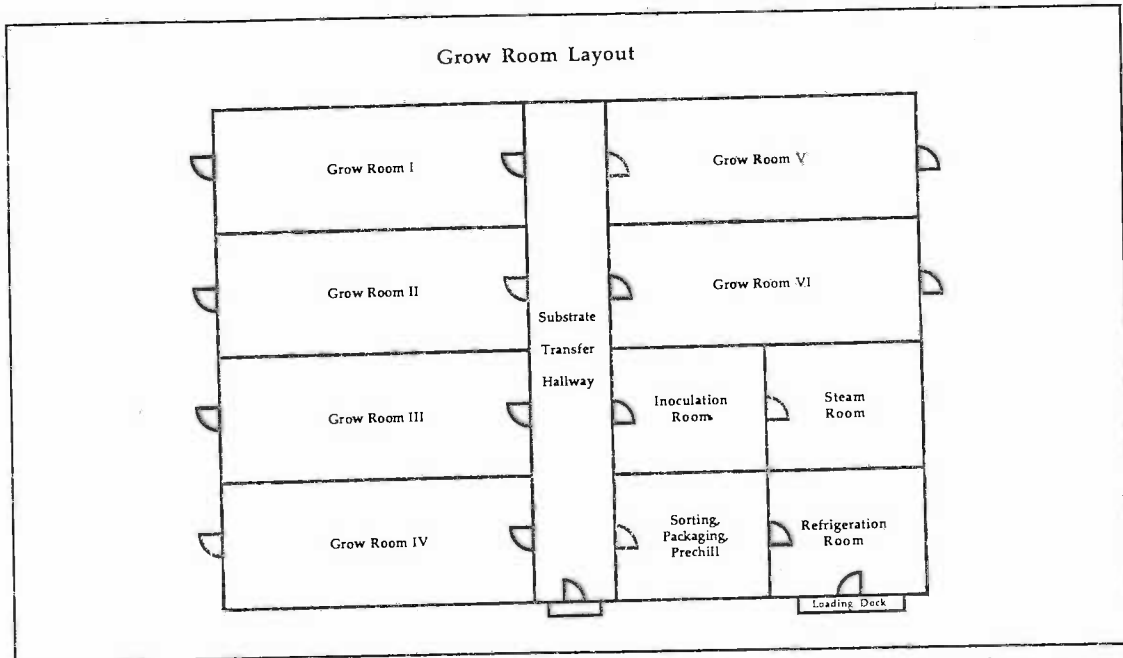 Grow Room Layout
Grow Room I
Grow Room V
Grow Room II
Grow Room VI
Substrate
Transfer
Hallway
Grow Room III
Inoculation
Room
Steam
Room
Grow Room IV
Sorting,
Packaging,
Prechill
Refrigeration
Room
Loading Dock